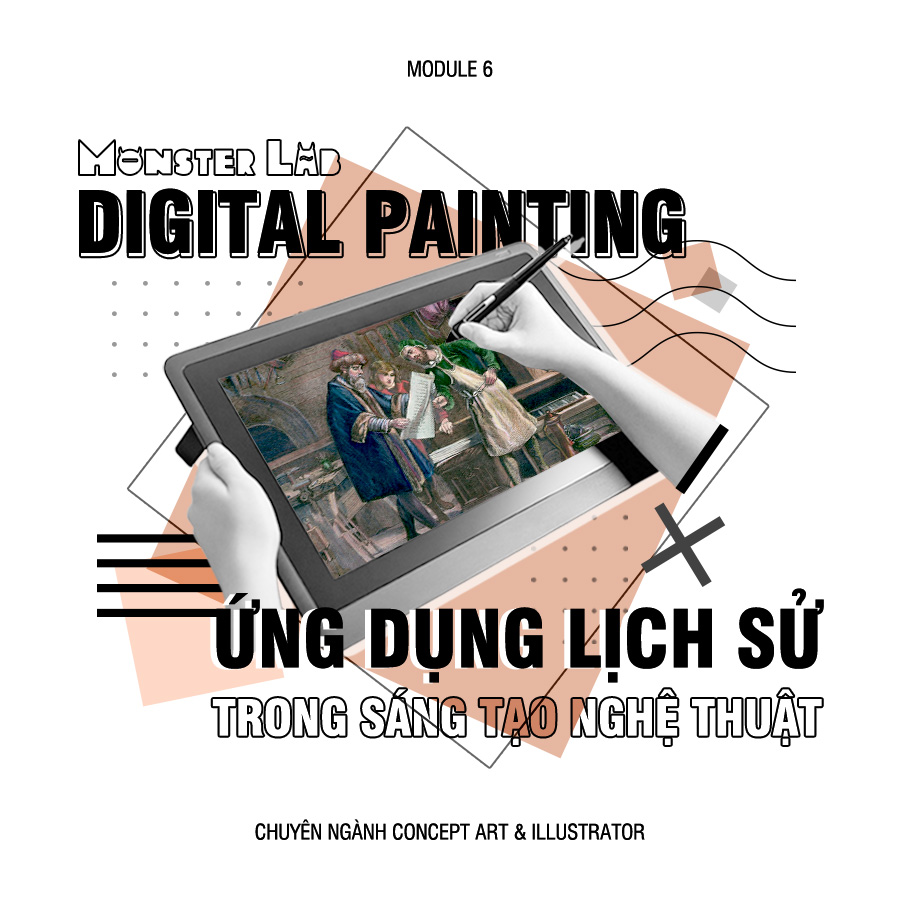 MODULE 6
MONSTER LAB
DIGITAL PAINTING
ỨNG DỤNG LỊCH SỬ
TRONG SÁNG TẠO NGHỆ THUẬT
CHUYÊN NGÀNH CONCEPT ART & ILLUSTRATOR